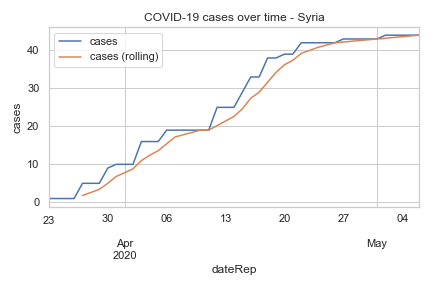 COVID-19 cases over time - Syria
cases
cases (rolling)
cases
40
30
20
10
0
23
30
06
13
20
27
04
Apr
2020
May
dateRep